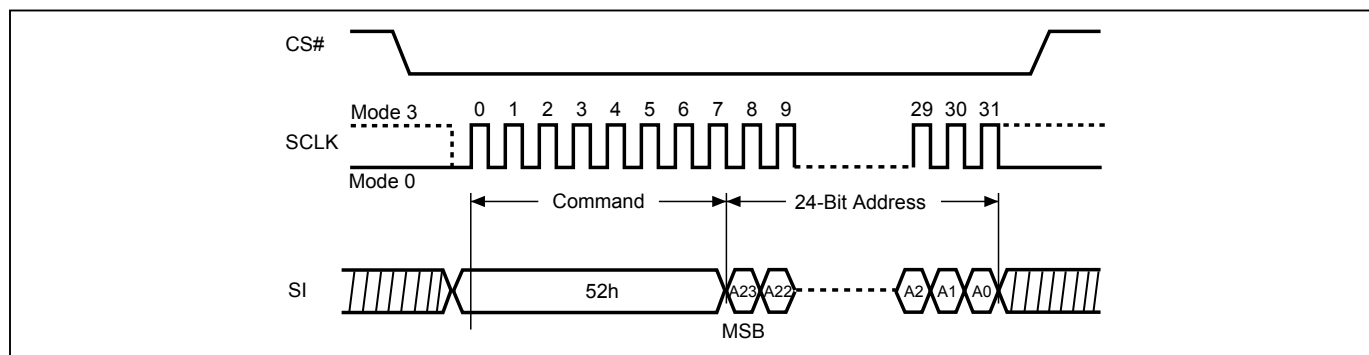 CS#
0 1 2 3 4 5 6 7 8 9 29 30 31
Mode 3
SCLK
Mode 0
Command 24-Bit Address
SI 52h A23 A22 A2 A1 A0
MSB